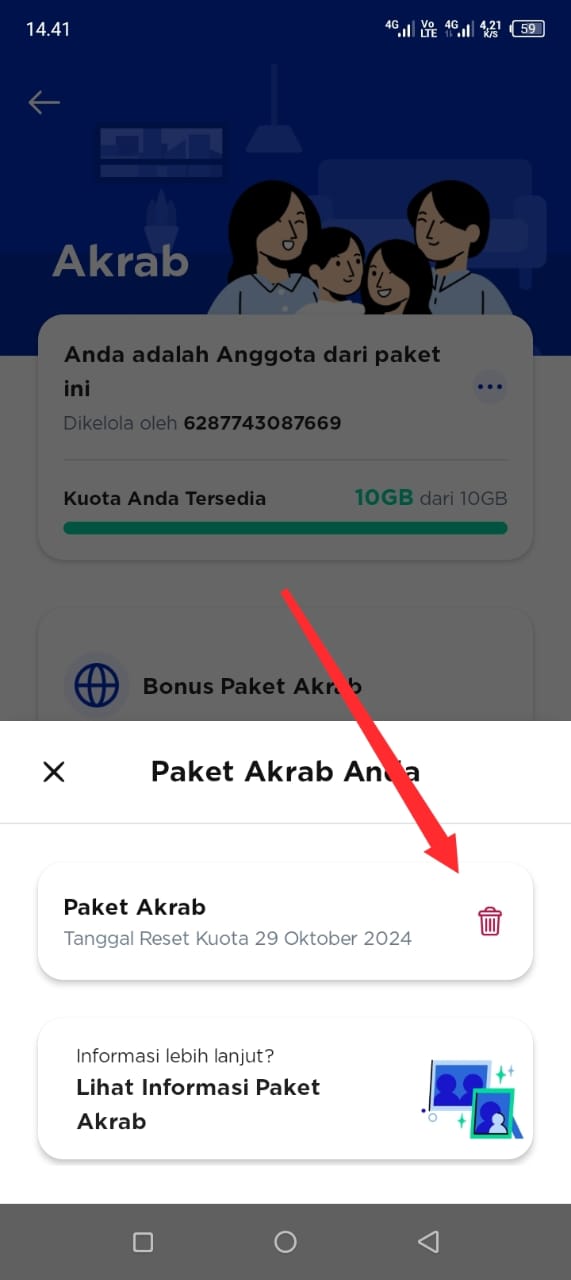 14.41
4G Vo LTE 4G 4,21 K/s 59
Akrab
Anda adalah Anggota dari paket
ini
Dikelola oleh 6287743087669
Kuota Anda Tersedia 10GB dari 10GB
Bonus Paket Akrab
Paket Akrab Anda
Paket Akrab
Tanggal Reset Kuota 29 Oktober 2024
Informasi lebih lanjut?
Lihat Informasi Paket
Akrab